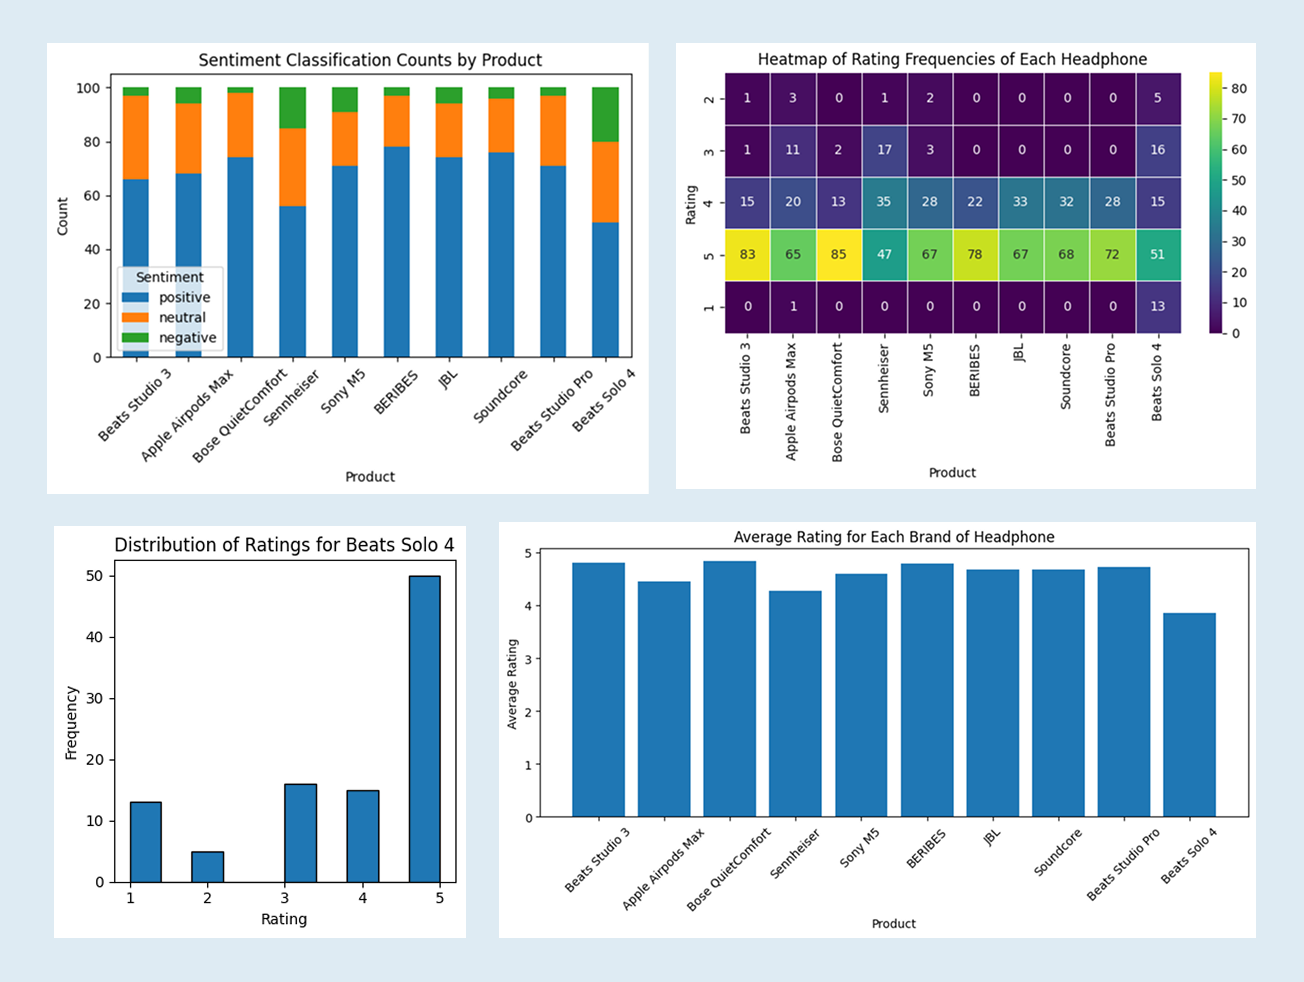 Sentiment Classification Counts by Product
Count
100
80
60
40
20
0
Sentiment
positive
neutral
negative
Beats Studio 3
Apple Airpods Max
Bose QuietComfort
Sennheiser
Sony M5
BERIBES
JBL
Soundcore
Beats Studio Pro
Beats Solo 4
Product
Heatmap of Rating Frequencies of Each Headphone
Rating
2 1 3 0 1 2 0 0 0 0 5
3 1 11 2 17 3 0 0 0 0 16
4 15 20 13 35 28 22 33 32 28 15
5 83 65 85 47 67 78 67 68 72 51
1 0 1 0 0 0 0 0 0 0 13
Beats Studio 3
Apple Airpods Max
Bose QuietComfort
Sennheiser
Sony M5
BERIBES
JBL
Soundcore
Beats Studio Pro
Beats Solo 4
Product
80
70
60
50
40
30
20
10
0
Distribution of Ratings for Beats Solo 4
Frequency
50
40
30
20
10
0
1 2 3 4 5
Rating
Average Rating for Each Brand of Headphone
Average Rating
5
4
3
2
1
0
Beats Studio 3
Apple Airpods Max
Bose QuietComfort
Sennheiser
Sony M5
BERIBES
JBL
Soundcore
Beats Studio Pro
Beats Solo 4
Product